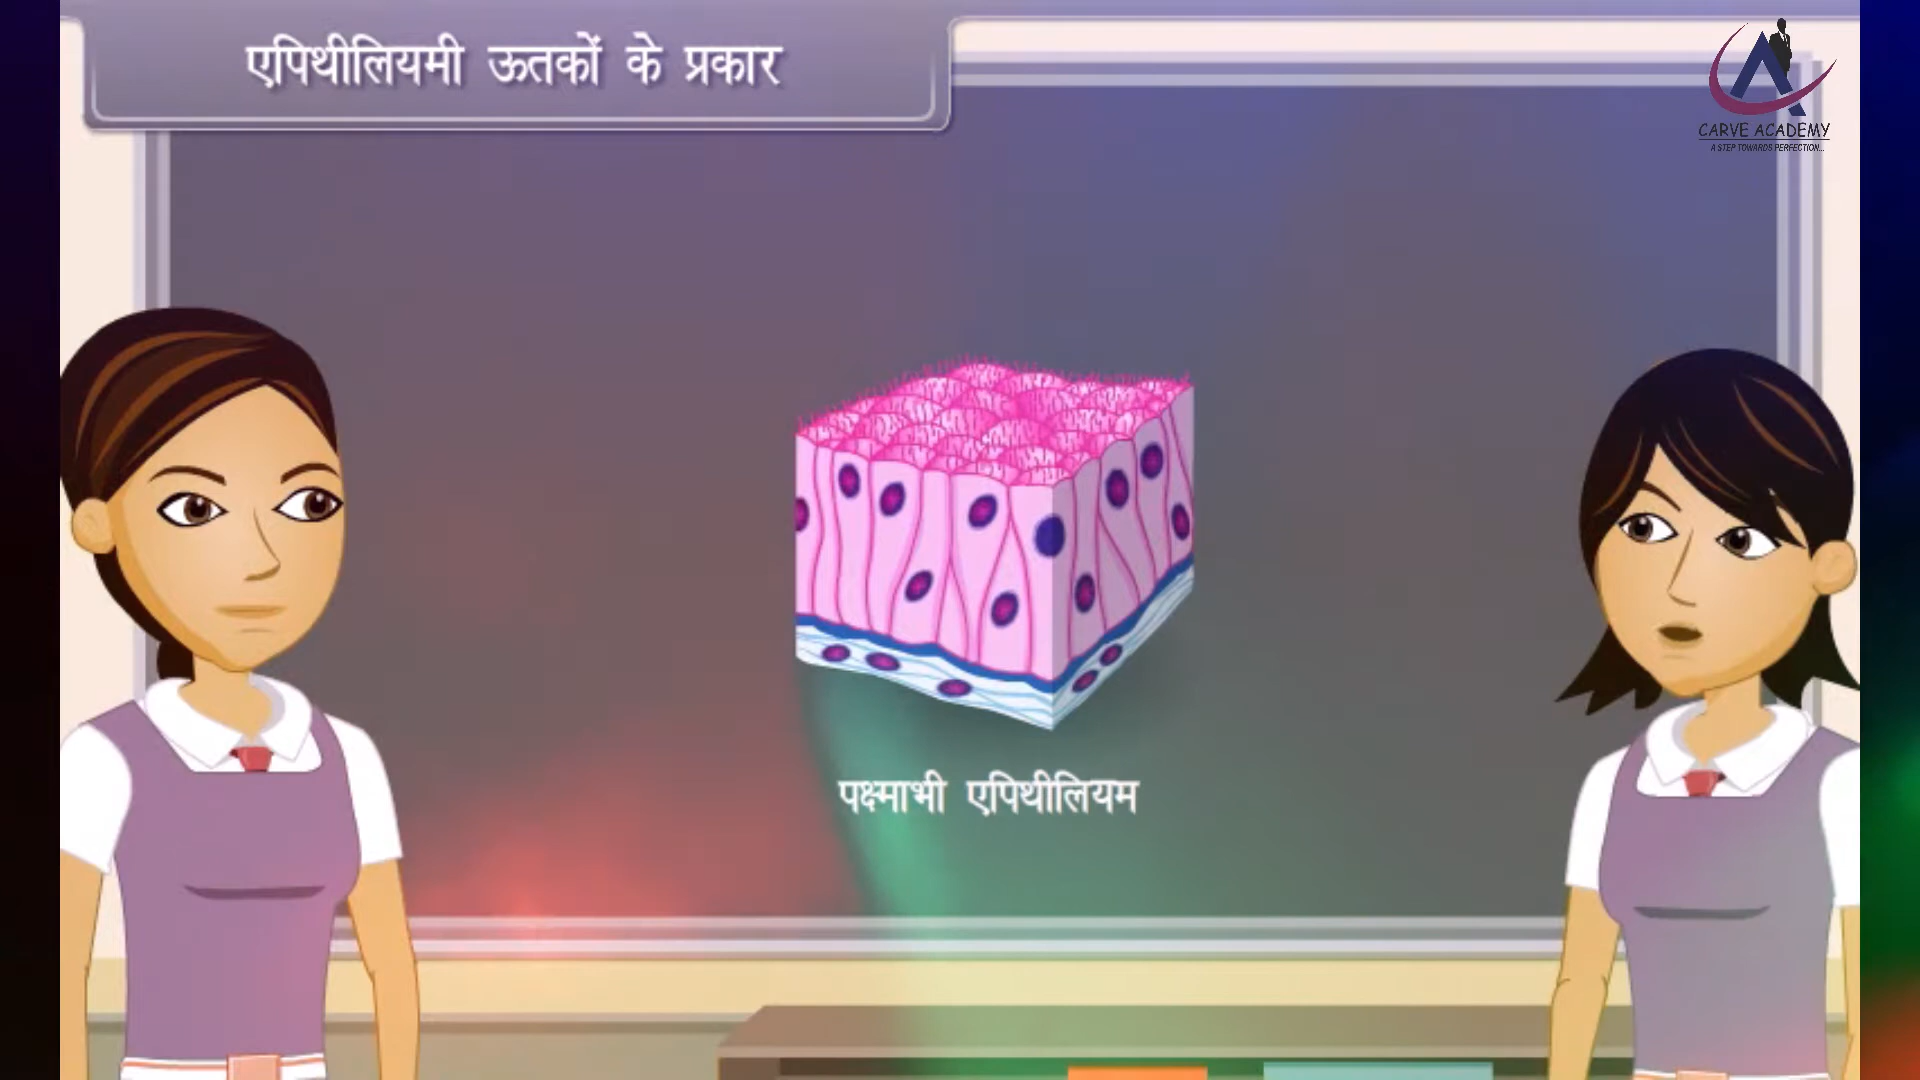 एपिथीलियमी ऊतकों के प्रकार
CARVE ACADEMY
A STEP TOWARDS PERFECTION...
पक्ष्माभी एपिथीलियम